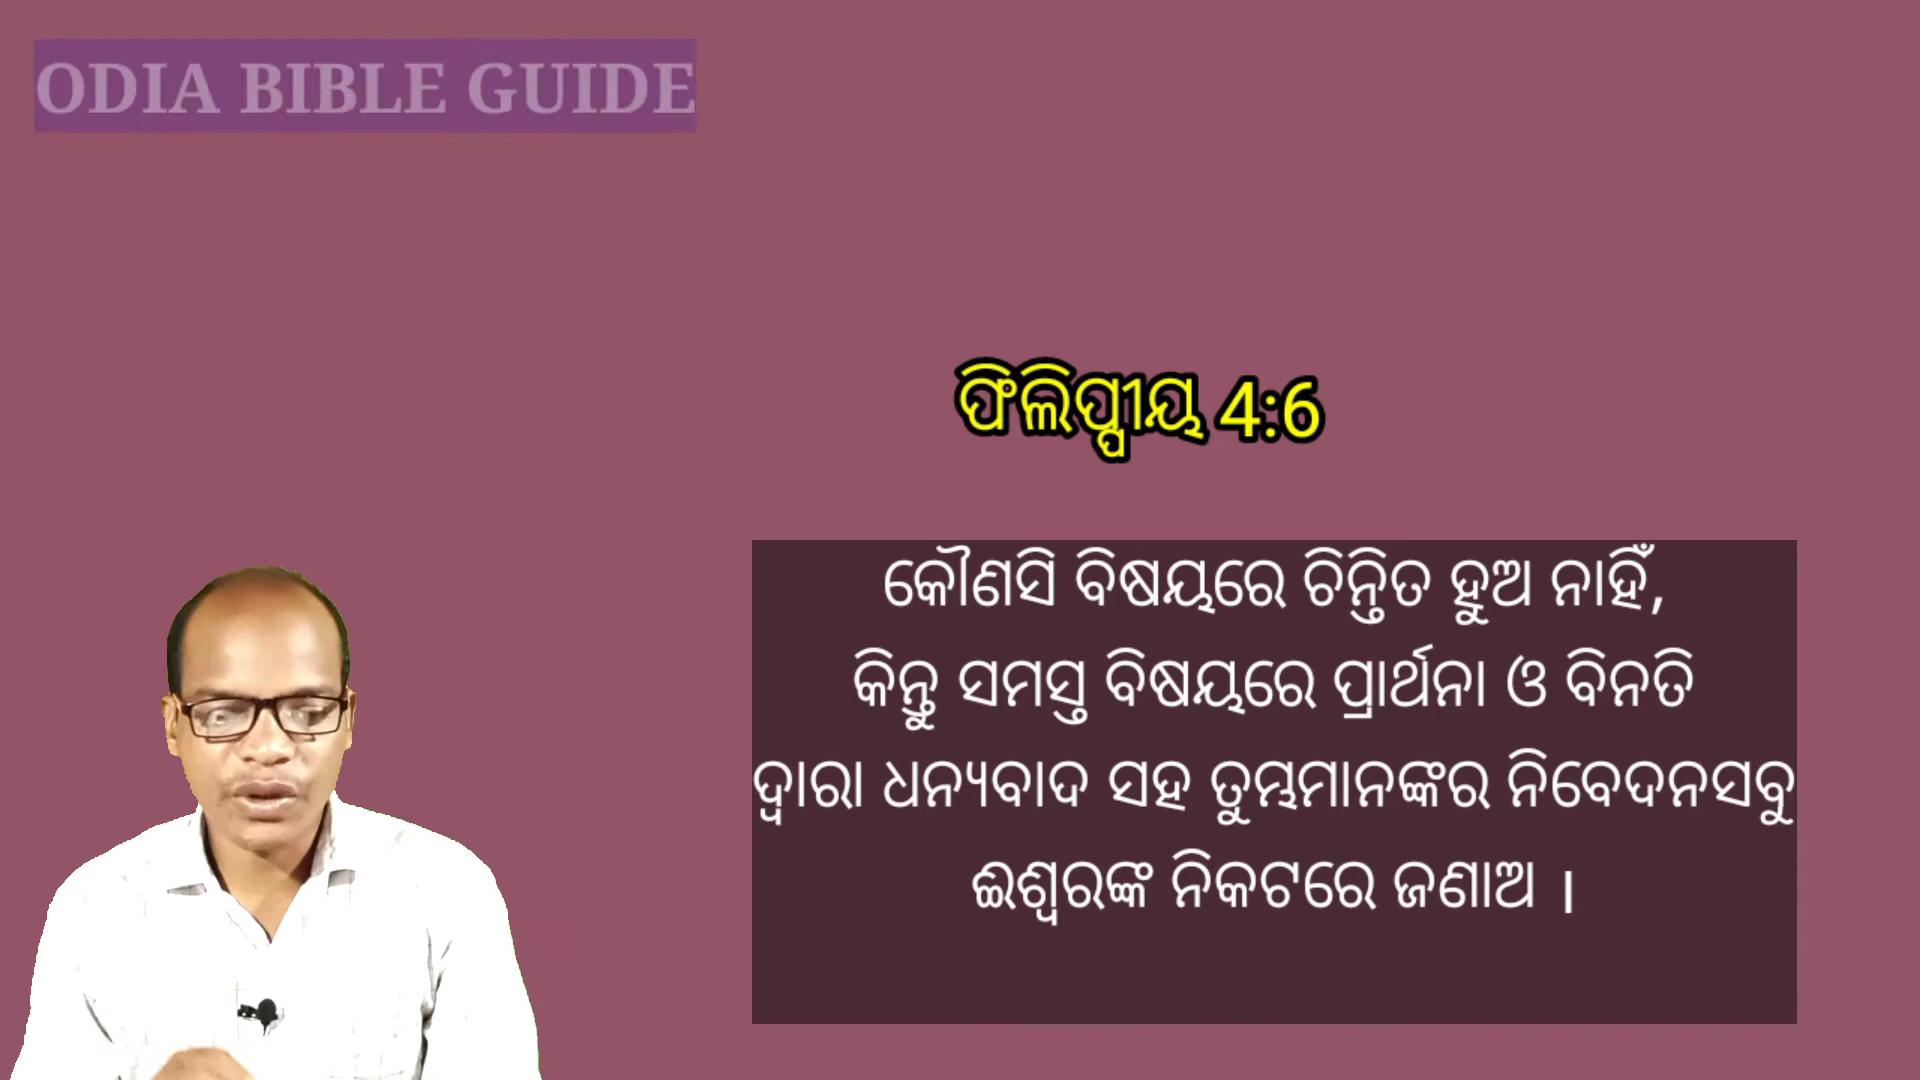 ODIA BIBLE GUIDE
ଫିଲିପ୍ପୀୟ 4:6
କୌଣସି ବିଷୟରେ ଚିନ୍ତିତ ହୁଅ ନାହିଁ,
କିନ୍ତୁ ସମସ୍ତ ବିଷୟରେ ପ୍ରାର୍ଥନା ଓ ବିନତି
ଦ୍ୱାରା ଧନ୍ୟବାଦ ସହ ତୁମ୍ଭମାନଙ୍କର ନିବେଦନସବୁ
ଈଶ୍ୱରଙ୍କ ନିକଟରେ ଜଣାଅ ।